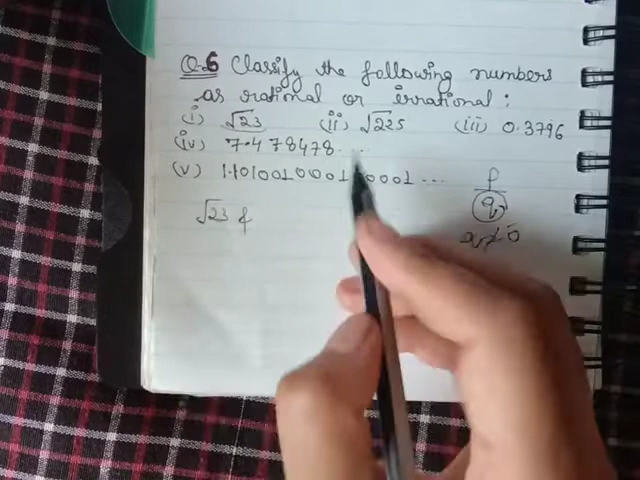 Q.6 Classify the following numbers
as rational or irrational :
(i) √23 (ii) √225 (iii) 0.3796
(iv) 7.478478...
(v) 1.101001000100001...
p
q
q≠0
√23